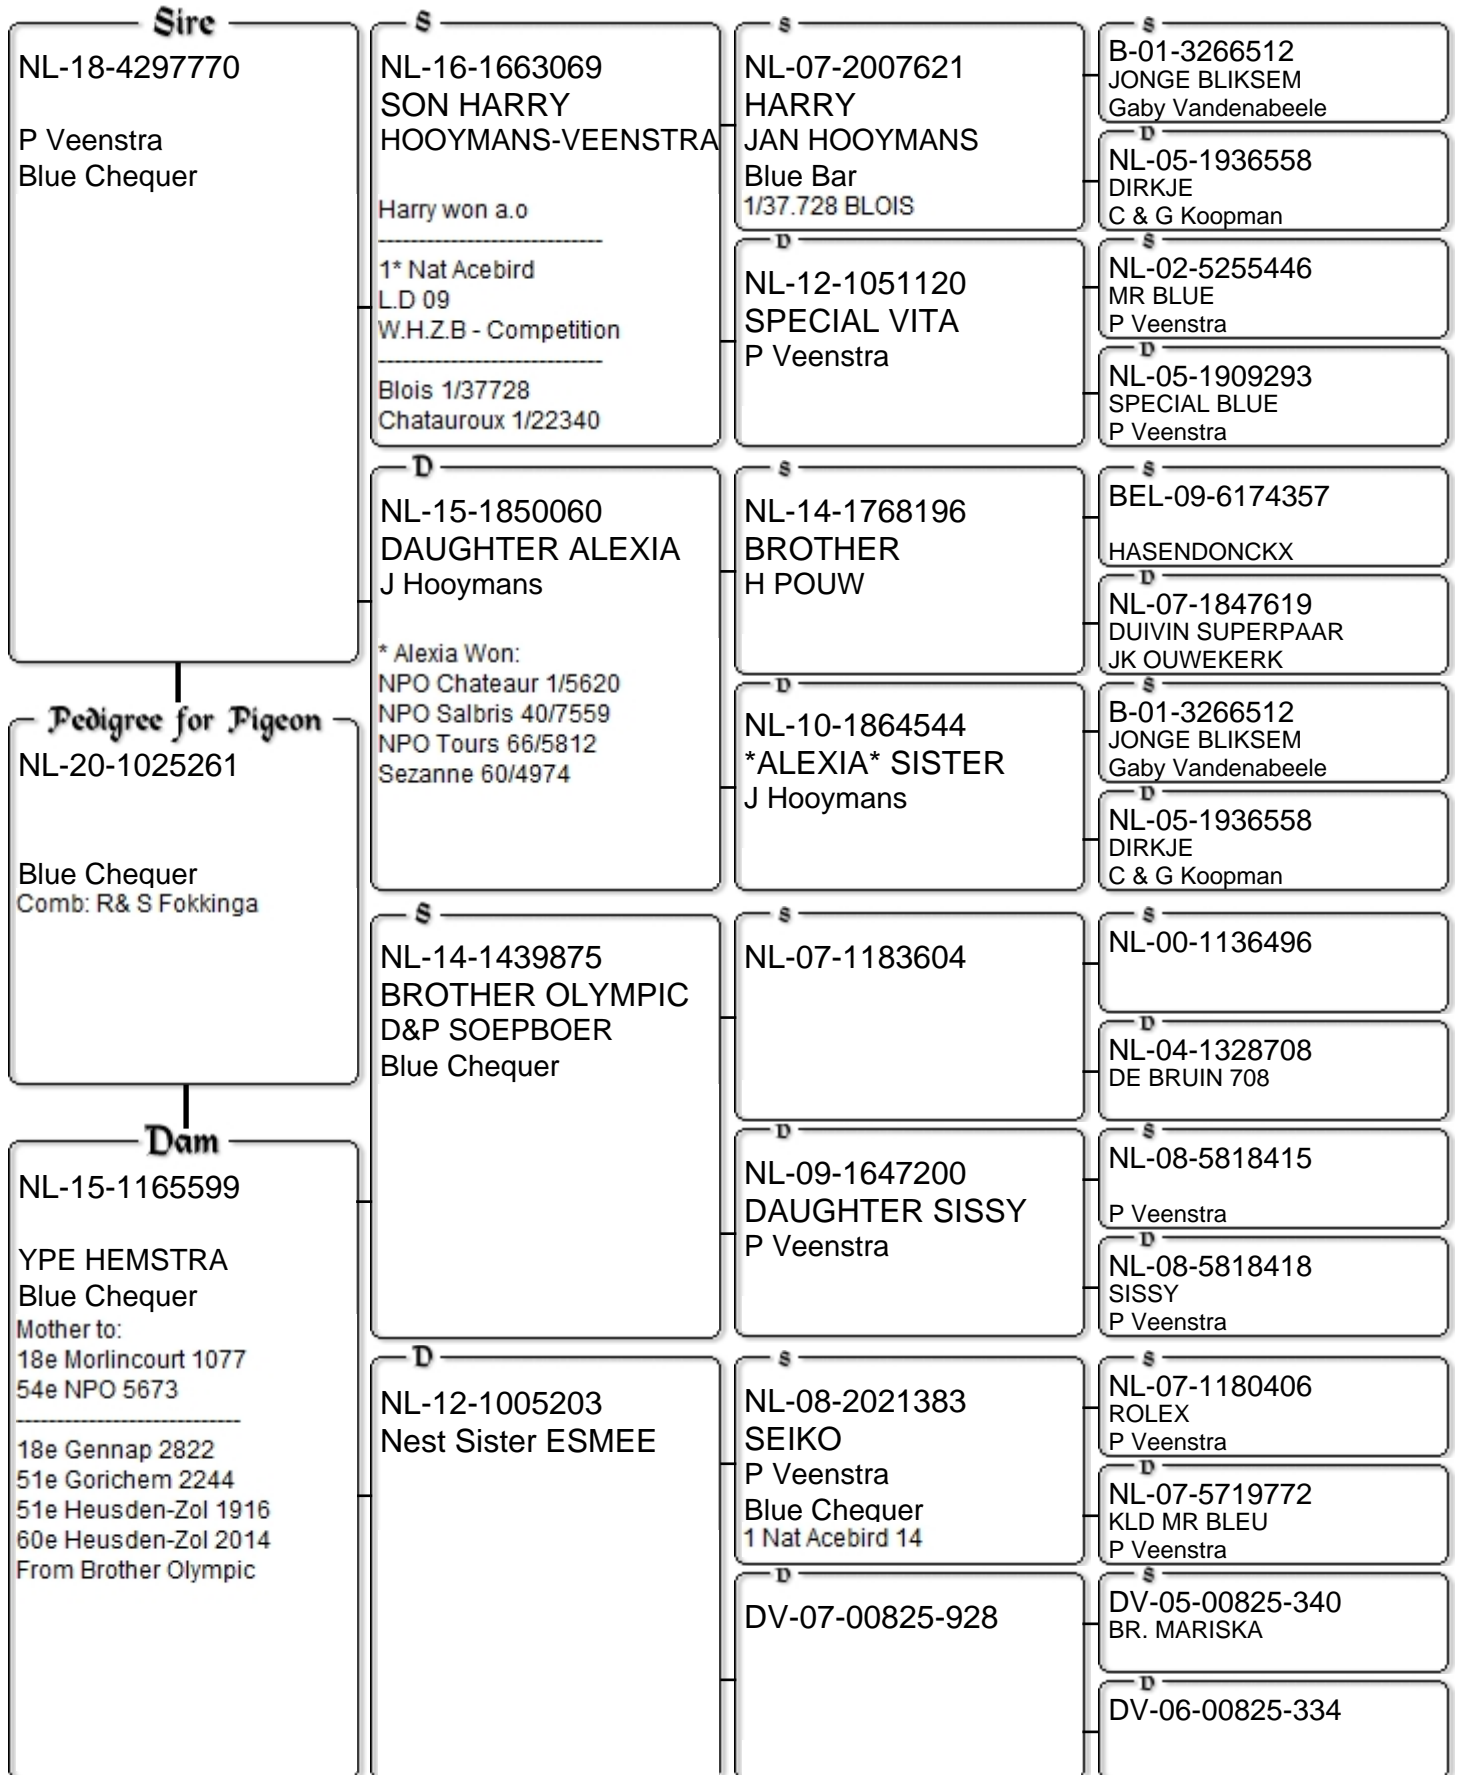 Sire
NL-18-4297770
P Veenstra
Blue Chequer
Pedigree for Pigeon
NL-20-1025261
Blue Chequer
Comb: R& S Fokkinga
Dam
NL-15-1165599
YPE HEMSTRA
Blue Chequer
Mother to:
18e Morlincourt 1077
54e NPO 5673
----------------------------
18e Gennap 2822
51e Gorichem 2244
51e Heusden-Zol 1916
60e Heusden-Zol 2014
From Brother Olympic
S
NL-16-1663069
SON HARRY
HOOYMANS-VEENSTRA
Harry won a.o
----------------------------
1* Nat Acebird
L.D 09
W.H.Z.B - Competition
----------------------------
Blois 1/37728
Chatauroux 1/22340
D
NL-15-1850060
DAUGHTER ALEXIA
J Hooymans
* Alexia Won:
NPO Chateaur 1/5620
NPO Salbris 40/7559
NPO Tours 66/5812
Sezanne 60/4974
S
NL-14-1439875
BROTHER OLYMPIC
D&P SOEPBOER
Blue Chequer
D
NL-12-1005203
Nest Sister ESMEE
S
NL-07-2007621
HARRY
JAN HOOYMANS
Blue Bar
1/37.728 BLOIS
D
NL-12-1051120
SPECIAL VITA
P Veenstra
S
NL-14-1768196
BROTHER
H POUW
D
NL-10-1864544
*ALEXIA* SISTER
J Hooymans
S
NL-07-1183604
D
NL-09-1647200
DAUGHTER SISSY
P Veenstra
S
NL-08-2021383
SEIKO
P Veenstra
Blue Chequer
1 Nat Acebird 14
D
DV-07-00825-928
S
B-01-3266512
JONGE BLIKSEM
Gaby Vandenabeele
D
NL-05-1936558
DIRKJE
C & G Koopman
S
NL-02-5255446
MR BLUE
P Veenstra
D
NL-05-1909293
SPECIAL BLUE
P Veenstra
S
BEL-09-6174357
HASENDONCKX
D
NL-07-1847619
DUIVIN SUPERPAAR
JK OUWEKERK
S
B-01-3266512
JONGE BLIKSEM
Gaby Vandenabeele
D
NL-05-1936558
DIRKJE
C & G Koopman
S
NL-00-1136496
D
NL-04-1328708
DE BRUIN 708
S
NL-08-5818415
P Veenstra
D
NL-08-5818418
SISSY
P Veenstra
S
NL-07-1180406
ROLEX
P Veenstra
D
NL-07-5719772
KLD MR BLEU
P Veenstra
S
DV-05-00825-340
BR. MARISKA
D
DV-06-00825-334